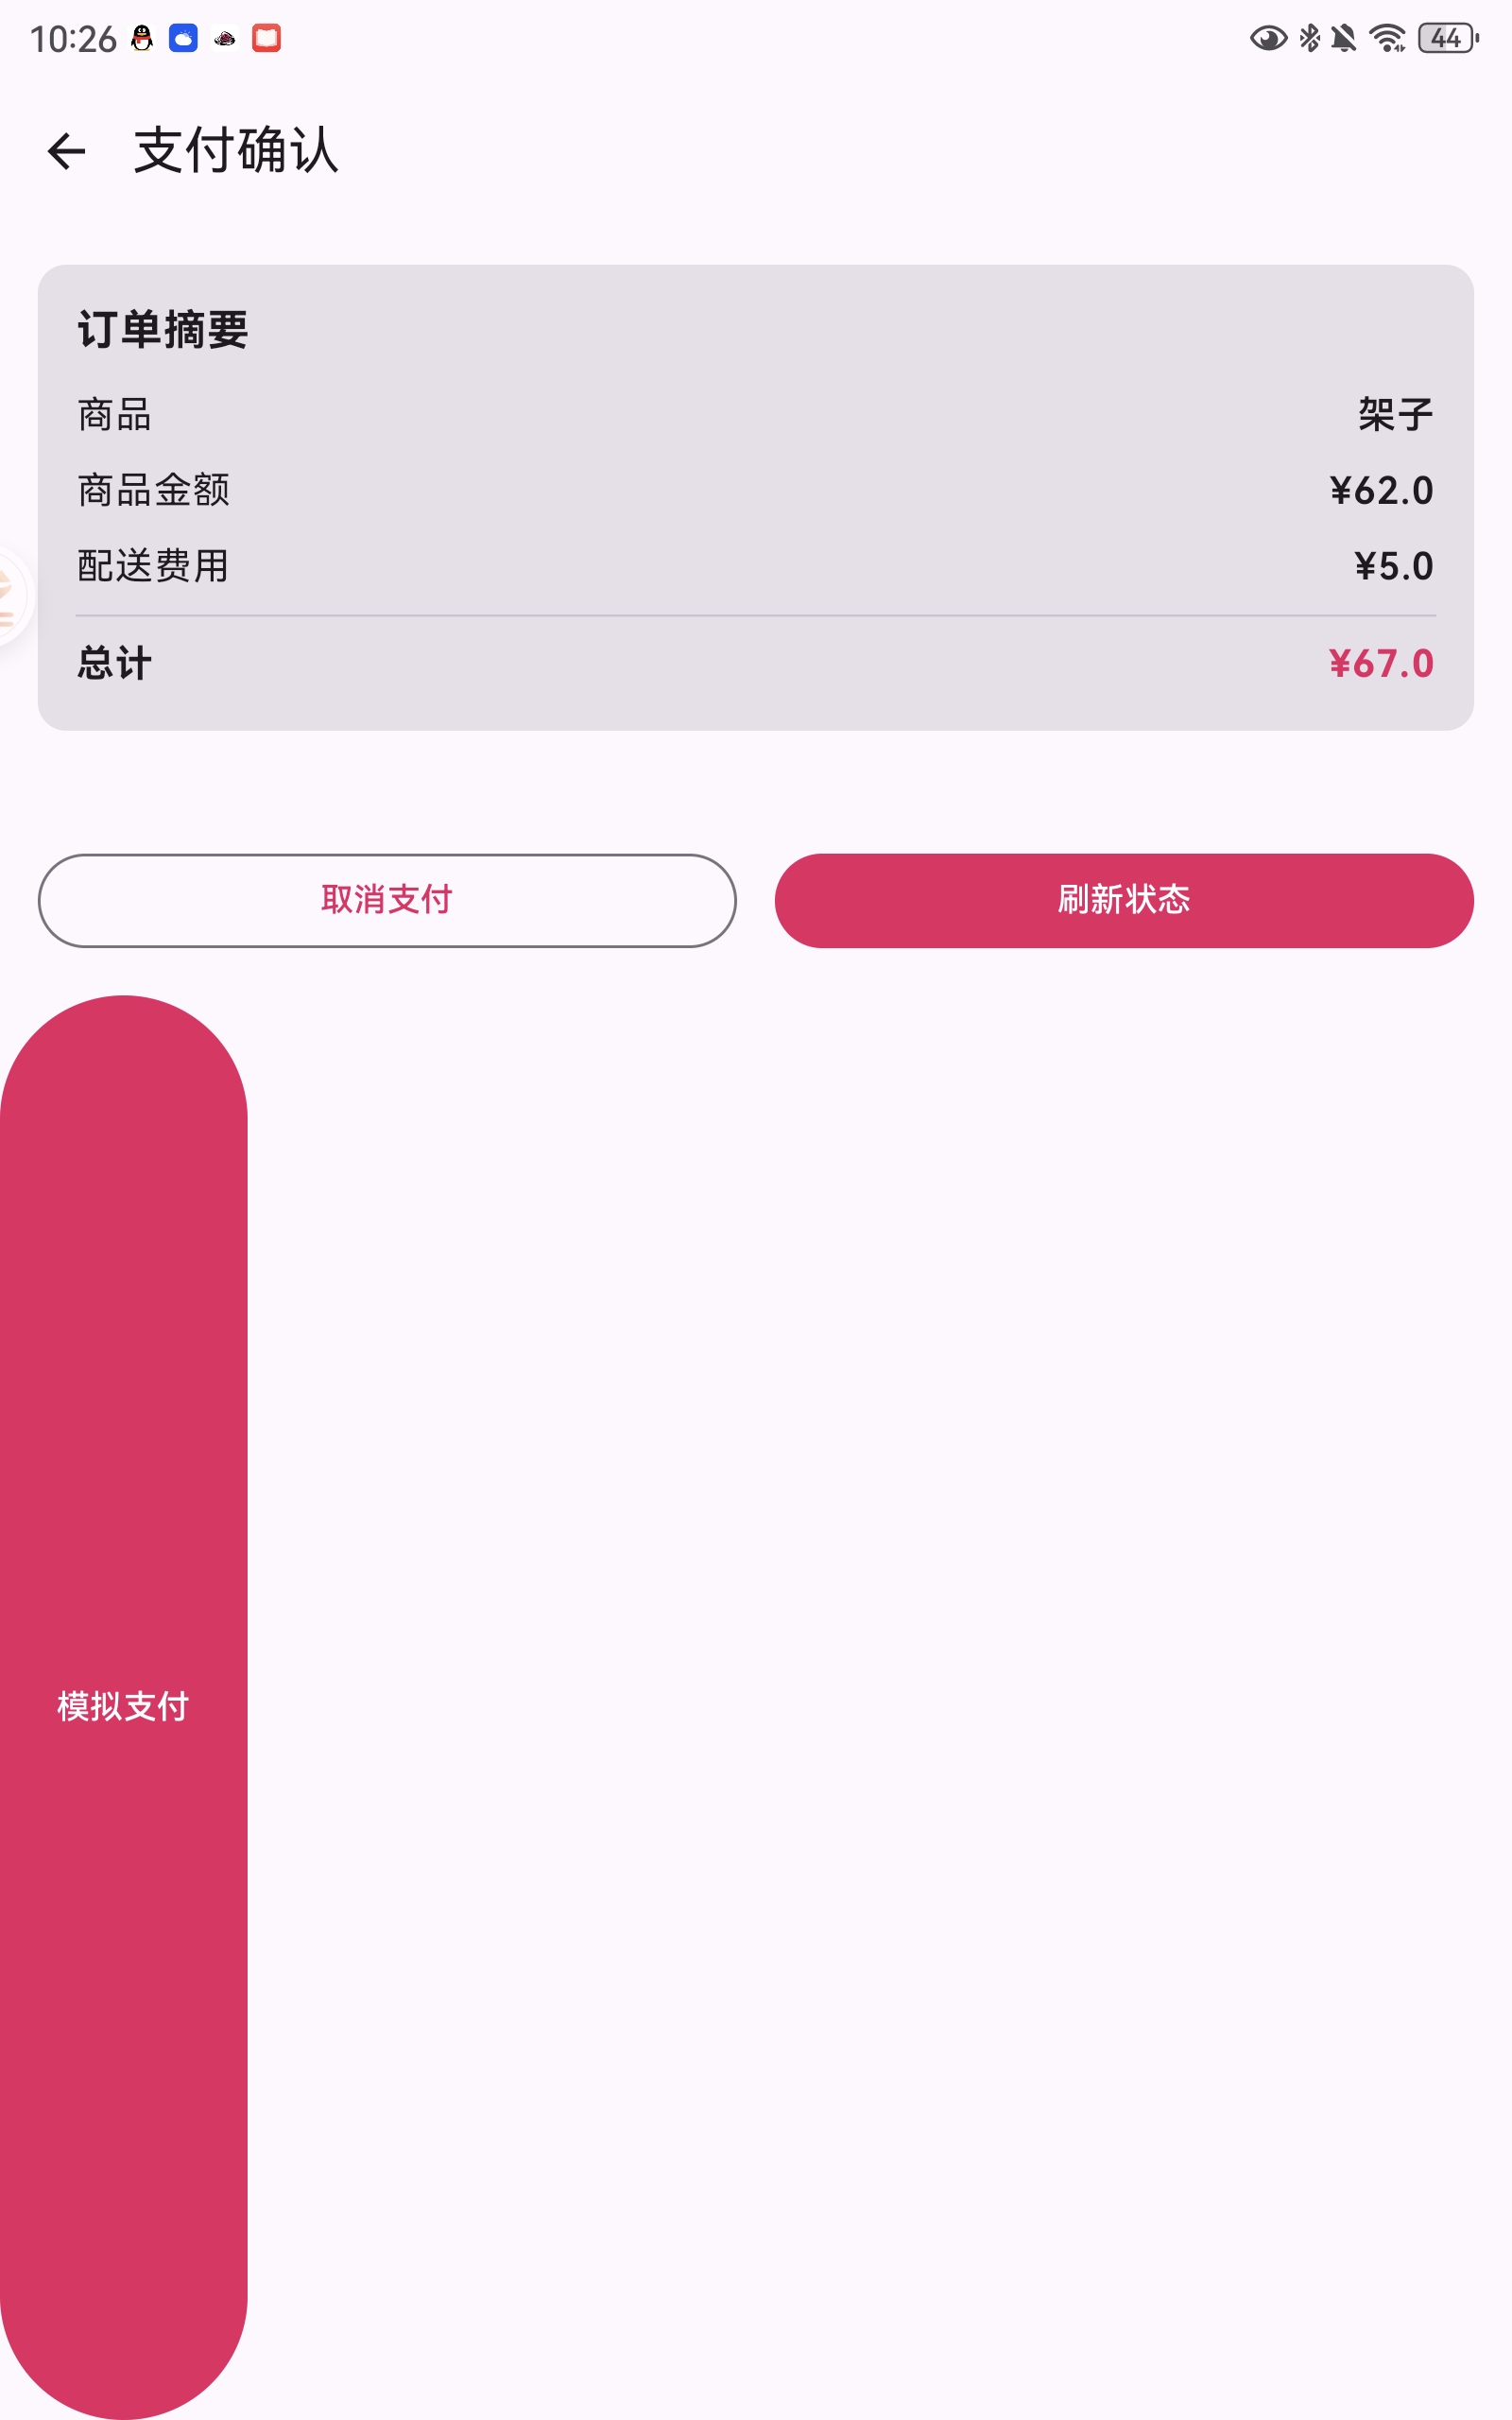 10:26
44
支付确认
订单摘要
商品 架子
商品金额 ¥62.0
配送费用 ¥5.0
总计 ¥67.0
取消支付 刷新状态
模拟支付